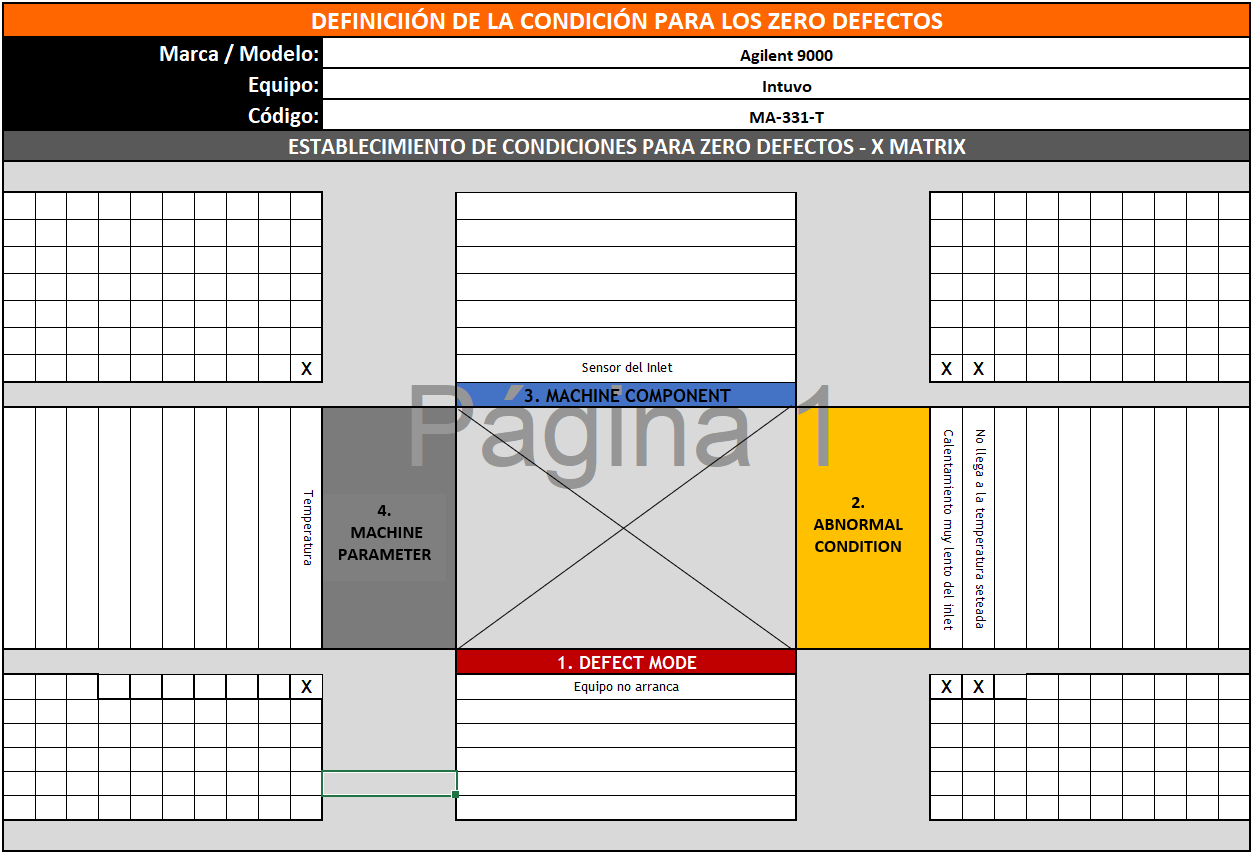 DEFINICIIÓN DE LA CONDICIÓN PARA LOS ZERO DEFECTOS
Marca / Modelo: Agilent 9000
Equipo: Intuvo
Código: MA-331-T
ESTABLECIMIENTO DE CONDICIONES PARA ZERO DEFECTOS - X MATRIX
X Sensor del Inlet X X
3. MACHINE COMPONENT
Página 1
Temperatura
4.
MACHINE
PARAMETER
2.
ABNORMAL
CONDITION
Calentamiento muy lento del inlet
No llega a la temperatura seteada
1. DEFECT MODE
X Equipo no arranca X X